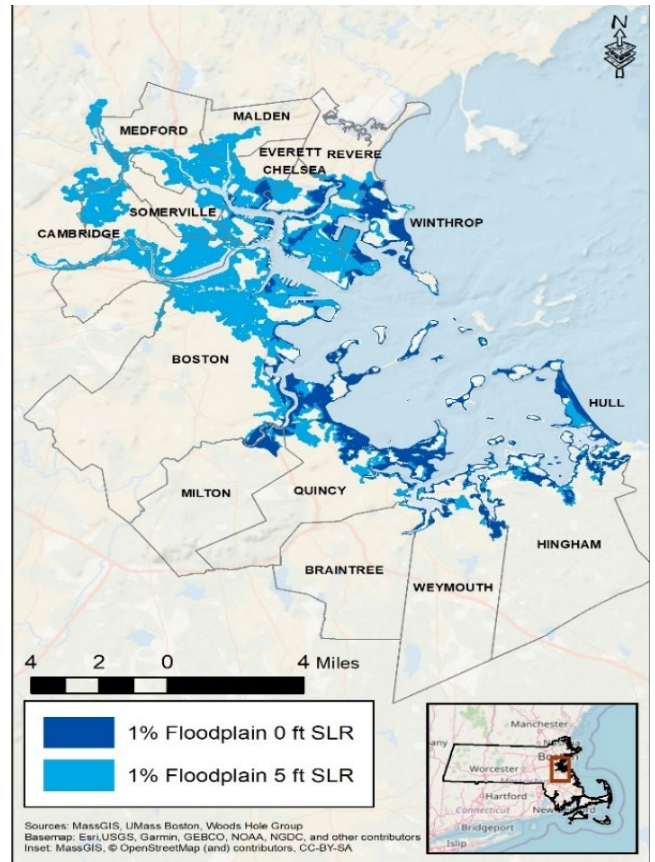 N
MALDEN
MEDFORD
EVERETT
REVERE
CHELSEA
SOMERVILLE
WINTHROP
CAMBRIDGE
BOSTON
HULL
MILTON
QUINCY
HINGHAM
BRAINTREE
WEYMOUTH
4 2 0 4 Miles
1% Floodplain 0 ft SLR
1% Floodplain 5 ft SLR
Manchester
any
Worcester
Hartford
Connecticut
Bridgeport
Islip
Sources: MassGIS, UMass Boston, Woods Hole Group
Basemap: Esri,USGS, Garmin, GEBCO, NOAA, NGDC, and other contributors
Inset: MassGIS, © OpenStreetMap (and) contributors, CC-BY-SA